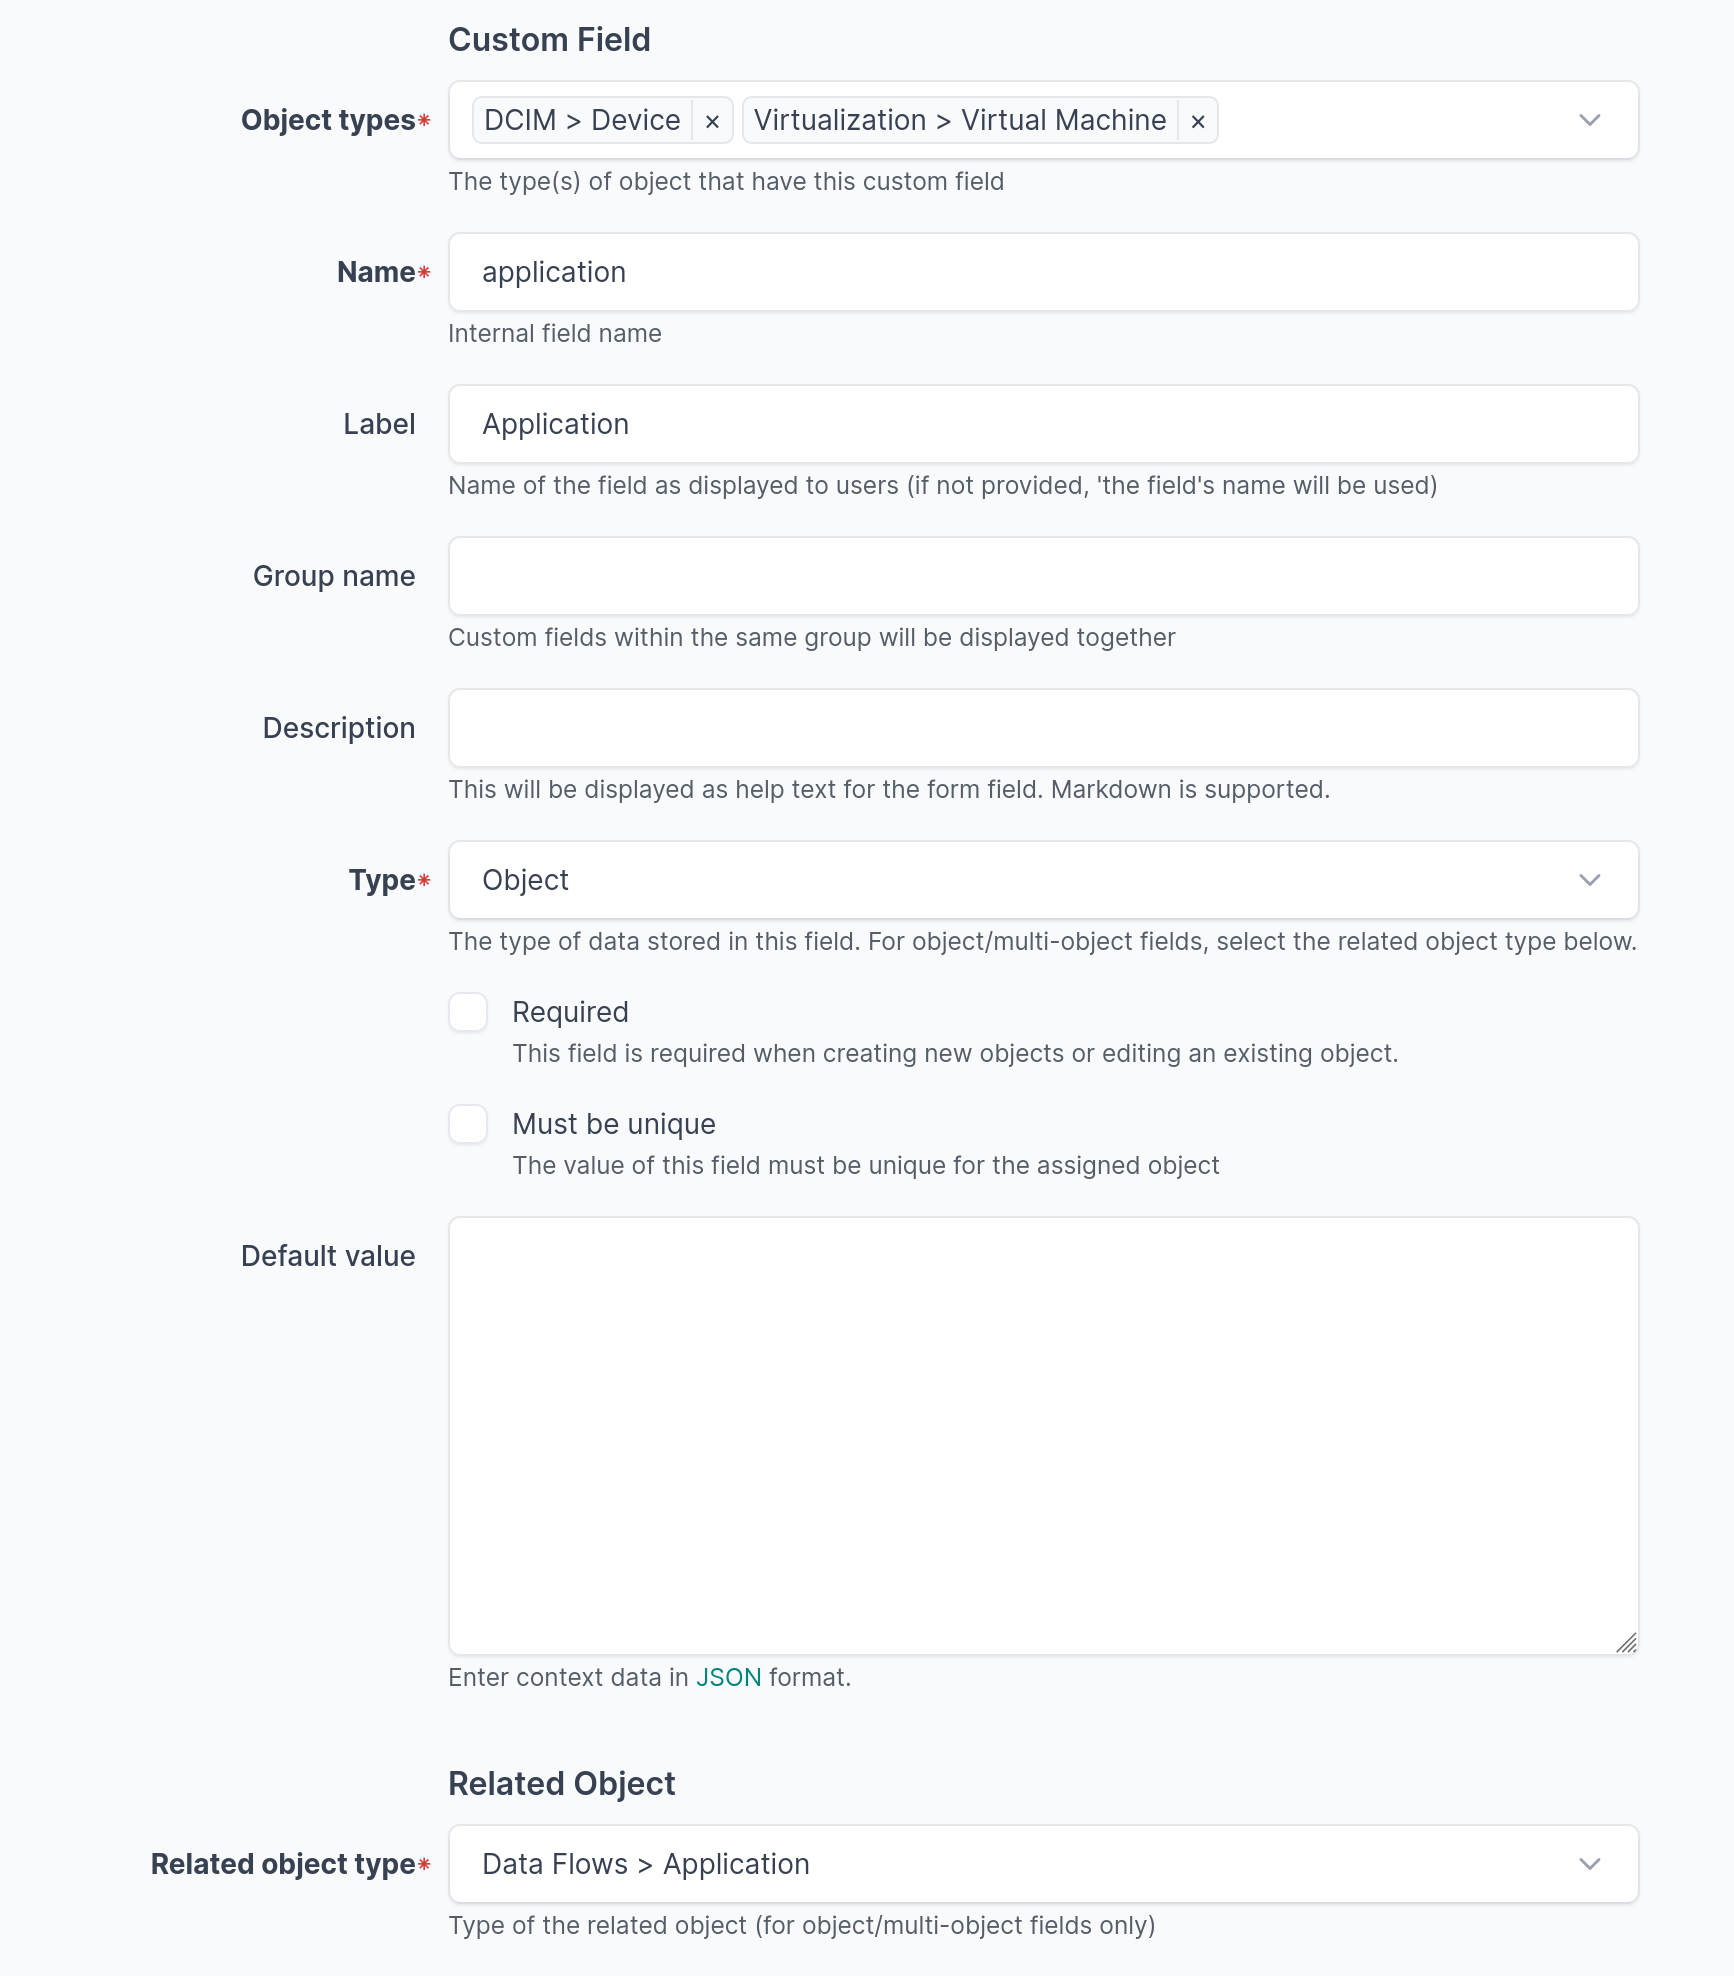 Custom Field
Object types* DCIM > Device × Virtualization > Virtual Machine ×
The type(s) of object that have this custom field
Name* application
Internal field name
Label Application
Name of the field as displayed to users (if not provided, 'the field's name will be used)
Group name
Custom fields within the same group will be displayed together
Description
This will be displayed as help text for the form field. Markdown is supported.
Type* Object
The type of data stored in this field. For object/multi-object fields, select the related object type below.
Required
This field is required when creating new objects or editing an existing object.
Must be unique
The value of this field must be unique for the assigned object
Default value
Enter context data in JSON format.
Related Object
Related object type* Data Flows > Application
Type of the related object (for object/multi-object fields only)